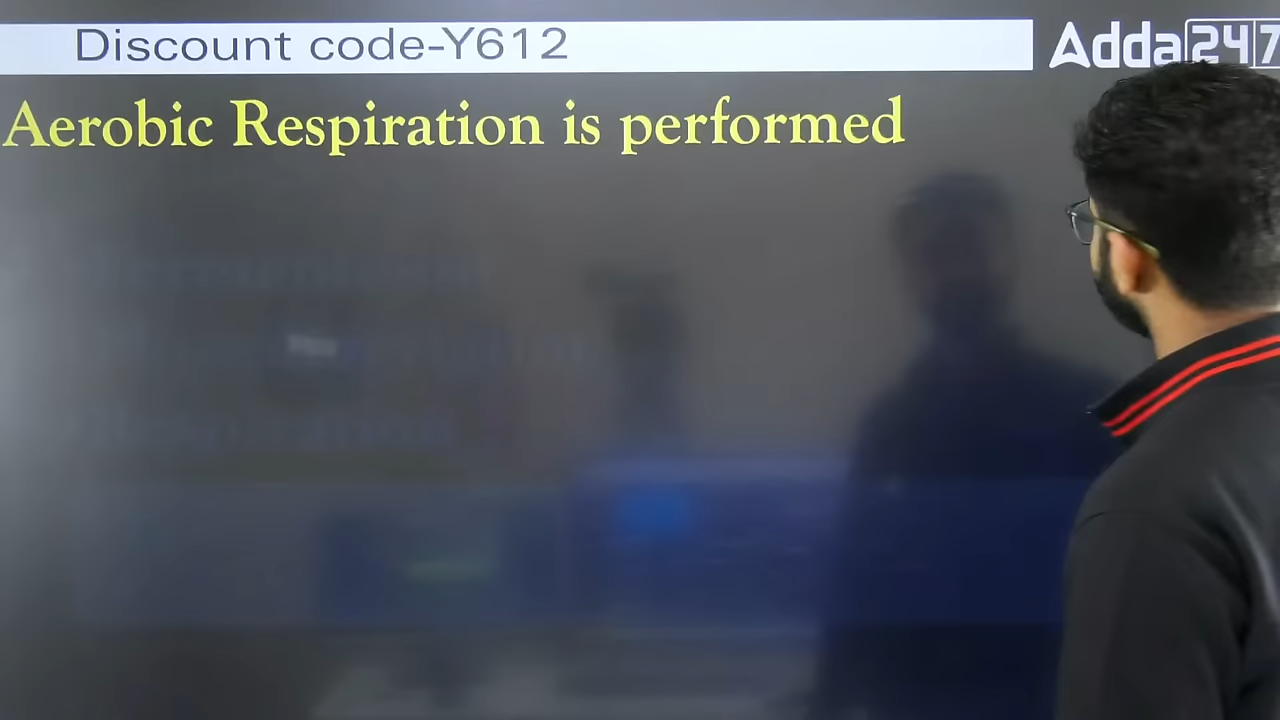 Discount code-Y612
Adda247
Aerobic Respiration is performed